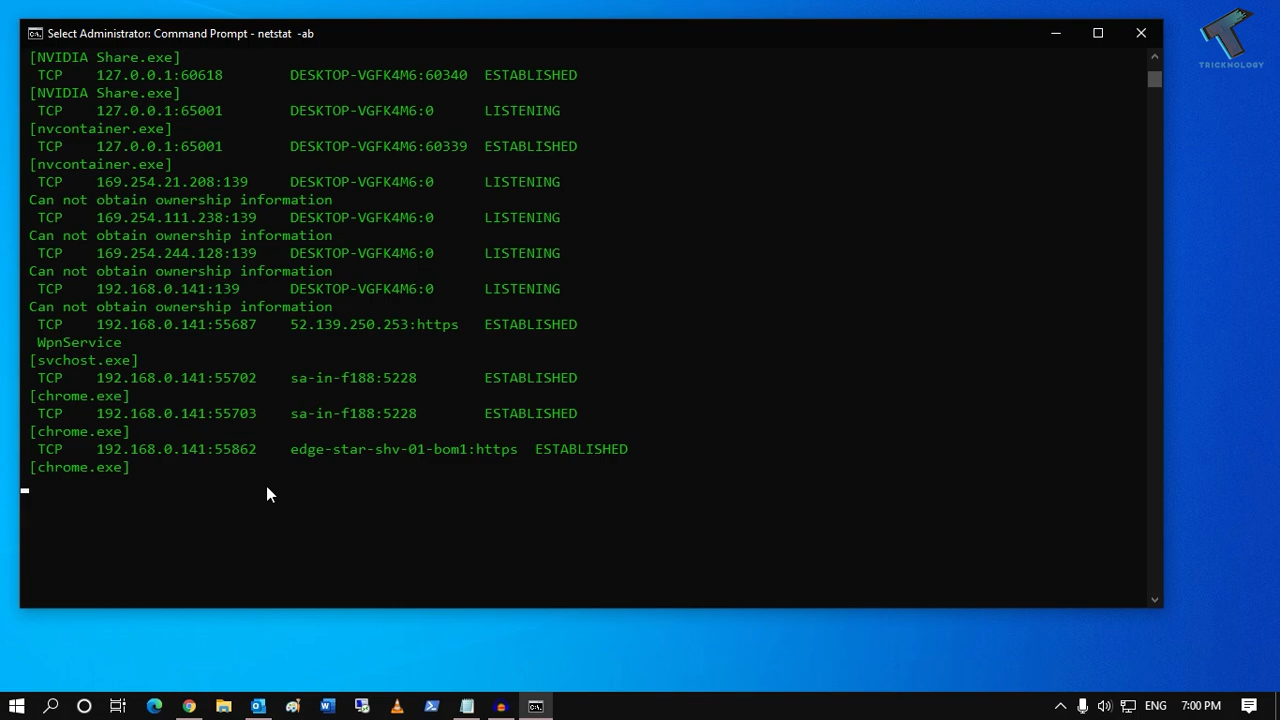 Select Administrator: Command Prompt - netstat  -ab
TRICKNOLOGY
[NVIDIA Share.exe]
TCP    127.0.0.1:60618        DESKTOP-VGFK4M6:60340  ESTABLISHED
[NVIDIA Share.exe]
TCP    127.0.0.1:65001        DESKTOP-VGFK4M6:0      LISTENING
[nvcontainer.exe]
TCP    127.0.0.1:65001        DESKTOP-VGFK4M6:60339  ESTABLISHED
[nvcontainer.exe]
TCP    169.254.21.208:139     DESKTOP-VGFK4M6:0      LISTENING
Can not obtain ownership information
TCP    169.254.111.238:139    DESKTOP-VGFK4M6:0      LISTENING
Can not obtain ownership information
TCP    169.254.244.128:139    DESKTOP-VGFK4M6:0      LISTENING
Can not obtain ownership information
TCP    192.168.0.141:139      DESKTOP-VGFK4M6:0      LISTENING
Can not obtain ownership information
TCP    192.168.0.141:55687    52.139.250.253:https   ESTABLISHED
WpnService
[svchost.exe]
TCP    192.168.0.141:55702    sa-in-f188:5228        ESTABLISHED
[chrome.exe]
TCP    192.168.0.141:55703    sa-in-f188:5228        ESTABLISHED
[chrome.exe]
TCP    192.168.0.141:55862    edge-star-shv-01-bom1:https  ESTABLISHED
[chrome.exe]
ENG 7:00 PM